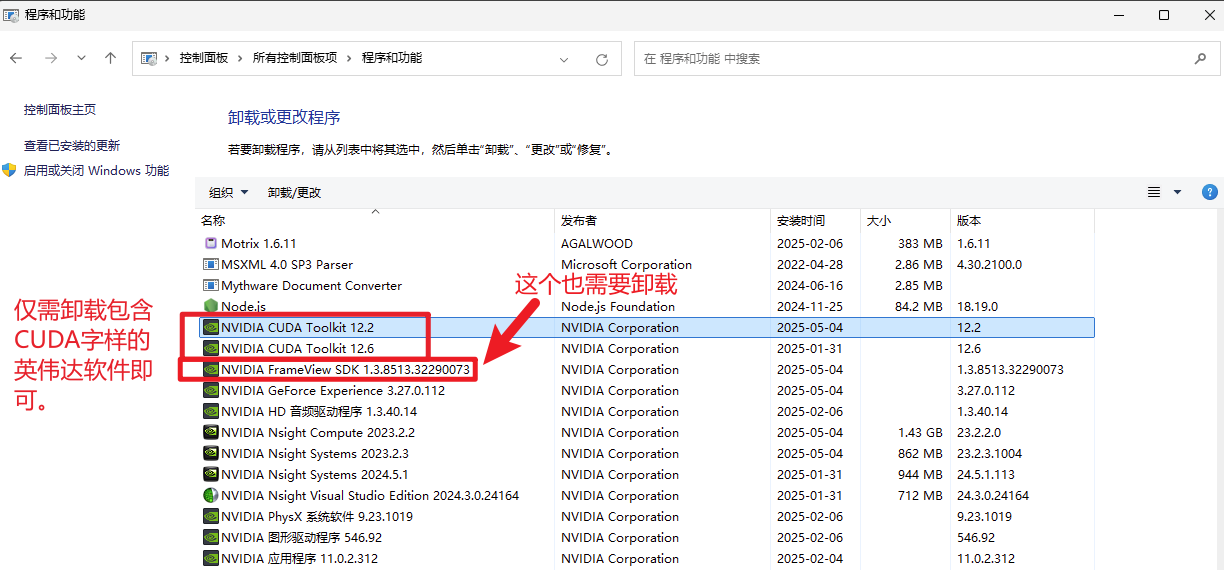 程序和功能
控制面板 › 所有控制面板项 › 程序和功能
在 程序和功能 中搜索
控制面板主页
查看已安装的更新
启用或关闭 Windows 功能
卸载或更改程序
若要卸载程序，请从列表中将其选中，然后单击“卸载”、“更改”或“修复”。
组织 卸载/更改
名称 发布者 安装时间 大小 版本
Motrix 1.6.11 AGALWOOD 2025-02-06 383 MB 1.6.11
MSXML 4.0 SP3 Parser Microsoft Corporation 2022-04-28 2.86 MB 4.30.2100.0
这个也需要卸载
Mythware Document Converter 2024-06-16 2.85 MB
Node.js Node.js Foundation 2024-11-25 84.2 MB 18.19.0
NVIDIA CUDA Toolkit 12.2 NVIDIA Corporation 2025-05-04 12.2
NVIDIA CUDA Toolkit 12.6 NVIDIA Corporation 2025-01-31 12.6
NVIDIA FrameView SDK 1.3.8513.32290073 NVIDIA Corporation 2025-05-04 1.3.8513.32290073
NVIDIA GeForce Experience 3.27.0.112 NVIDIA Corporation 2025-05-04 3.27.0.112
NVIDIA HD 音频驱动程序 1.3.40.14 NVIDIA Corporation 2025-02-06 1.3.40.14
NVIDIA Nsight Compute 2023.2.2 NVIDIA Corporation 2025-05-04 1.43 GB 23.2.2.0
NVIDIA Nsight Systems 2023.2.3 NVIDIA Corporation 2025-05-04 862 MB 23.2.3.1004
NVIDIA Nsight Systems 2024.5.1 NVIDIA Corporation 2025-01-31 944 MB 24.5.1.113
NVIDIA Nsight Visual Studio Edition 2024.3.0.24164 NVIDIA Corporation 2025-01-31 712 MB 24.3.0.24164
NVIDIA PhysX 系统软件 9.23.1019 NVIDIA Corporation 2025-02-06 9.23.1019
NVIDIA 图形驱动程序 546.92 NVIDIA Corporation 2025-02-06 546.92
NVIDIA 应用程序 11.0.2.312 NVIDIA Corporation 2025-02-04 11.0.2.312
仅需卸载包含
CUDA字样的
英伟达软件即
可。